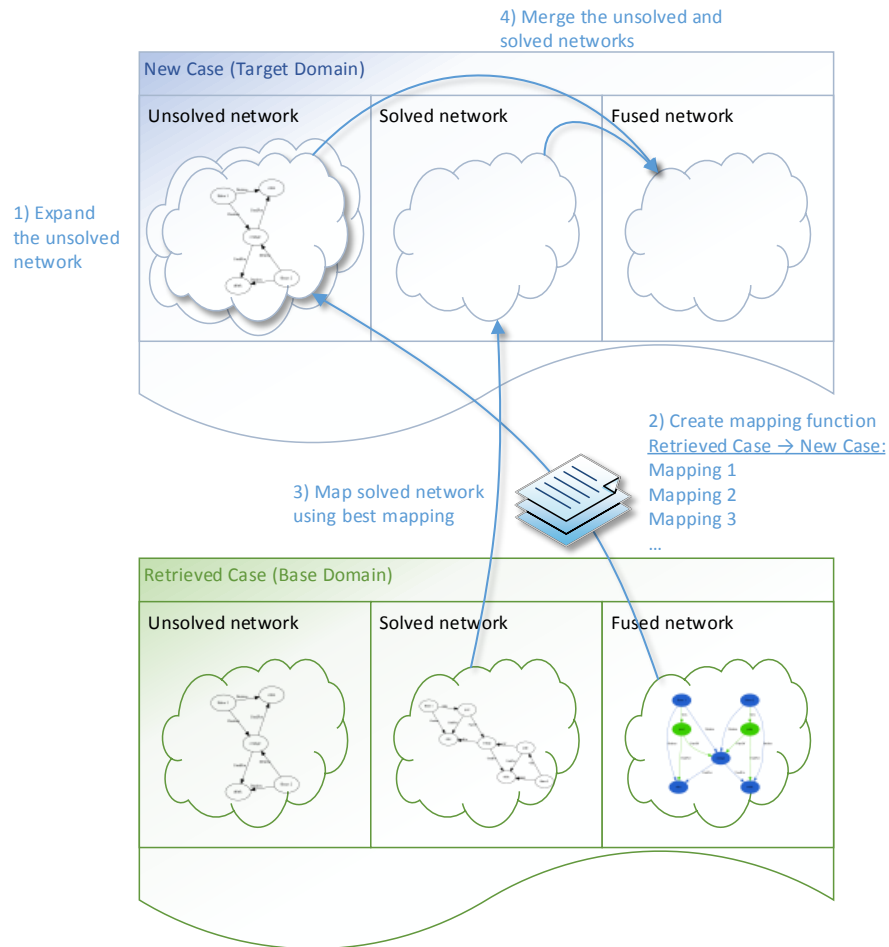 4) Merge the unsolved and
solved networks
New Case (Target Domain)
Unsolved network
Solved network
Fused network
1) Expand
the unsolved
network
2) Create mapping function
Retrieved Case → New Case:
Mapping 1
Mapping 2
Mapping 3
...
3) Map solved network
using best mapping
Retrieved Case (Base Domain)
Unsolved network
Solved network
Fused network